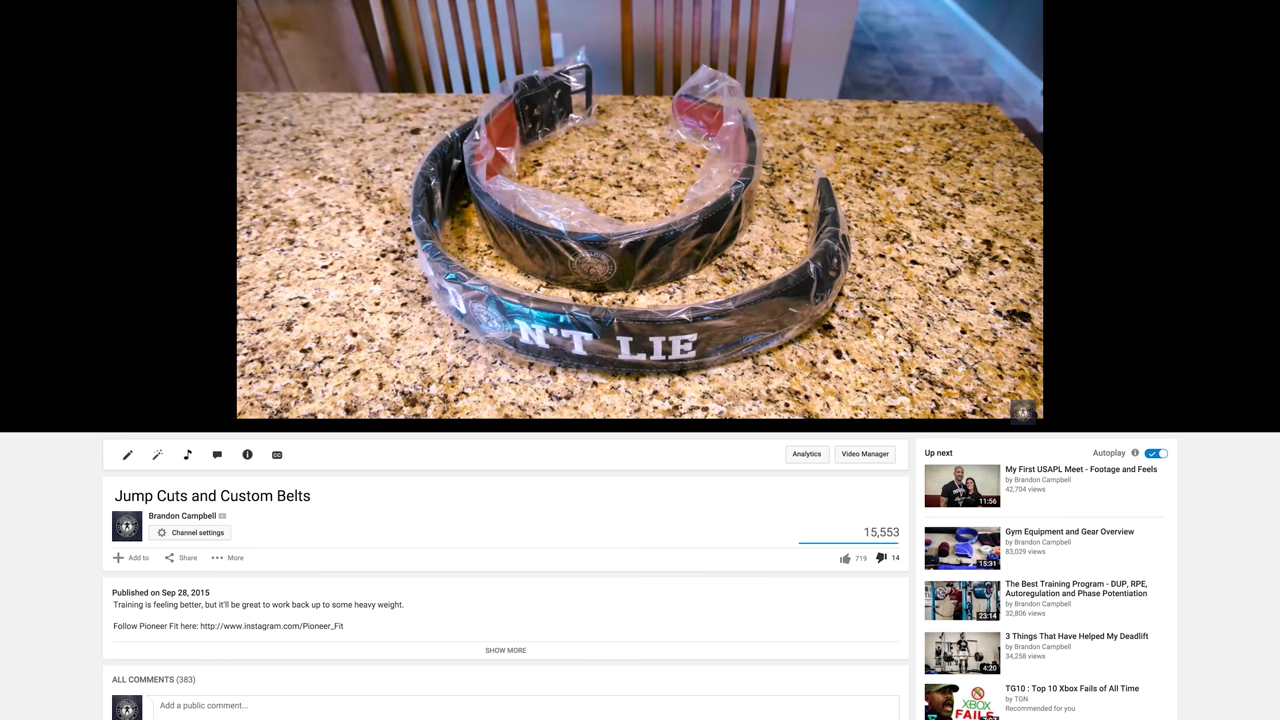 N'T LIE
Analytics
Video Manager
Jump Cuts and Custom Belts
Brandon Campbell
Channel settings
15,553
Add to
Share
More
719
14
Published on Sep 28, 2015
Training is feeling better, but it'll be great to work back up to some heavy weight.
Follow Pioneer Fit here: http://www.instagram.com/Pioneer_Fit
SHOW MORE
ALL COMMENTS (383)
Add a public comment...
Up next
Autoplay
My First USAPL Meet - Footage and Feels
by Brandon Campbell
42,704 views
11:56
Gym Equipment and Gear Overview
by Brandon Campbell
83,029 views
15:31
The Best Training Program - DUP, RPE,
Autoregulation and Phase Potentiation
by Brandon Campbell
32,806 views
23:14
3 Things That Have Helped My Deadlift
by Brandon Campbell
34,258 views
4:20
TG10 : Top 10 Xbox Fails of All Time
by TGN
Recommended for you
XBOX
FAILS